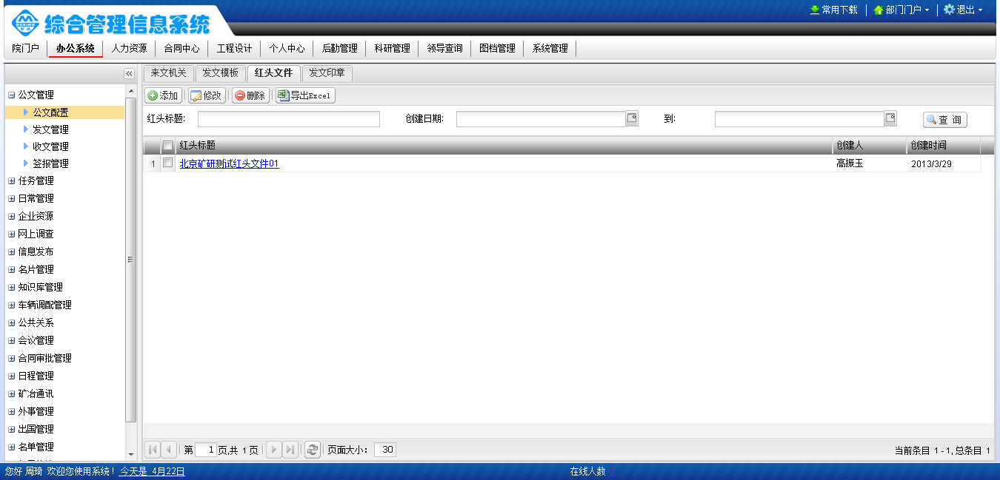 常用下载 部门门户 退出
综合管理信息系统
院门户 办公系统 人力资源 合同中心 工程设计 个人中心 后勤管理 科研管理 领导查询 图档管理 系统管理
来文机关 发文模板 红头文件 发文印章
添加 修改 删除 导出Excel
红头标题: 创建日期: 到: 查 询
红头标题 创建人 创建时间
1 北京矿研测试红头文件01 高振玉 2013/3/29
公文管理
公文配置
发文管理
收文管理
签报管理
任务管理
日常管理
企业资源
网上调查
信息发布
名片管理
知识库管理
车辆调配管理
公共关系
会议管理
合同审批管理
日程管理
矿冶通讯
外事管理
出国管理
名单管理
第 1 页,共 1 页 页面大小: 30 当前条目 1 - 1, 总条目 1
您好 周琦 欢迎您使用系统! 今天是 4月22日 在线人数